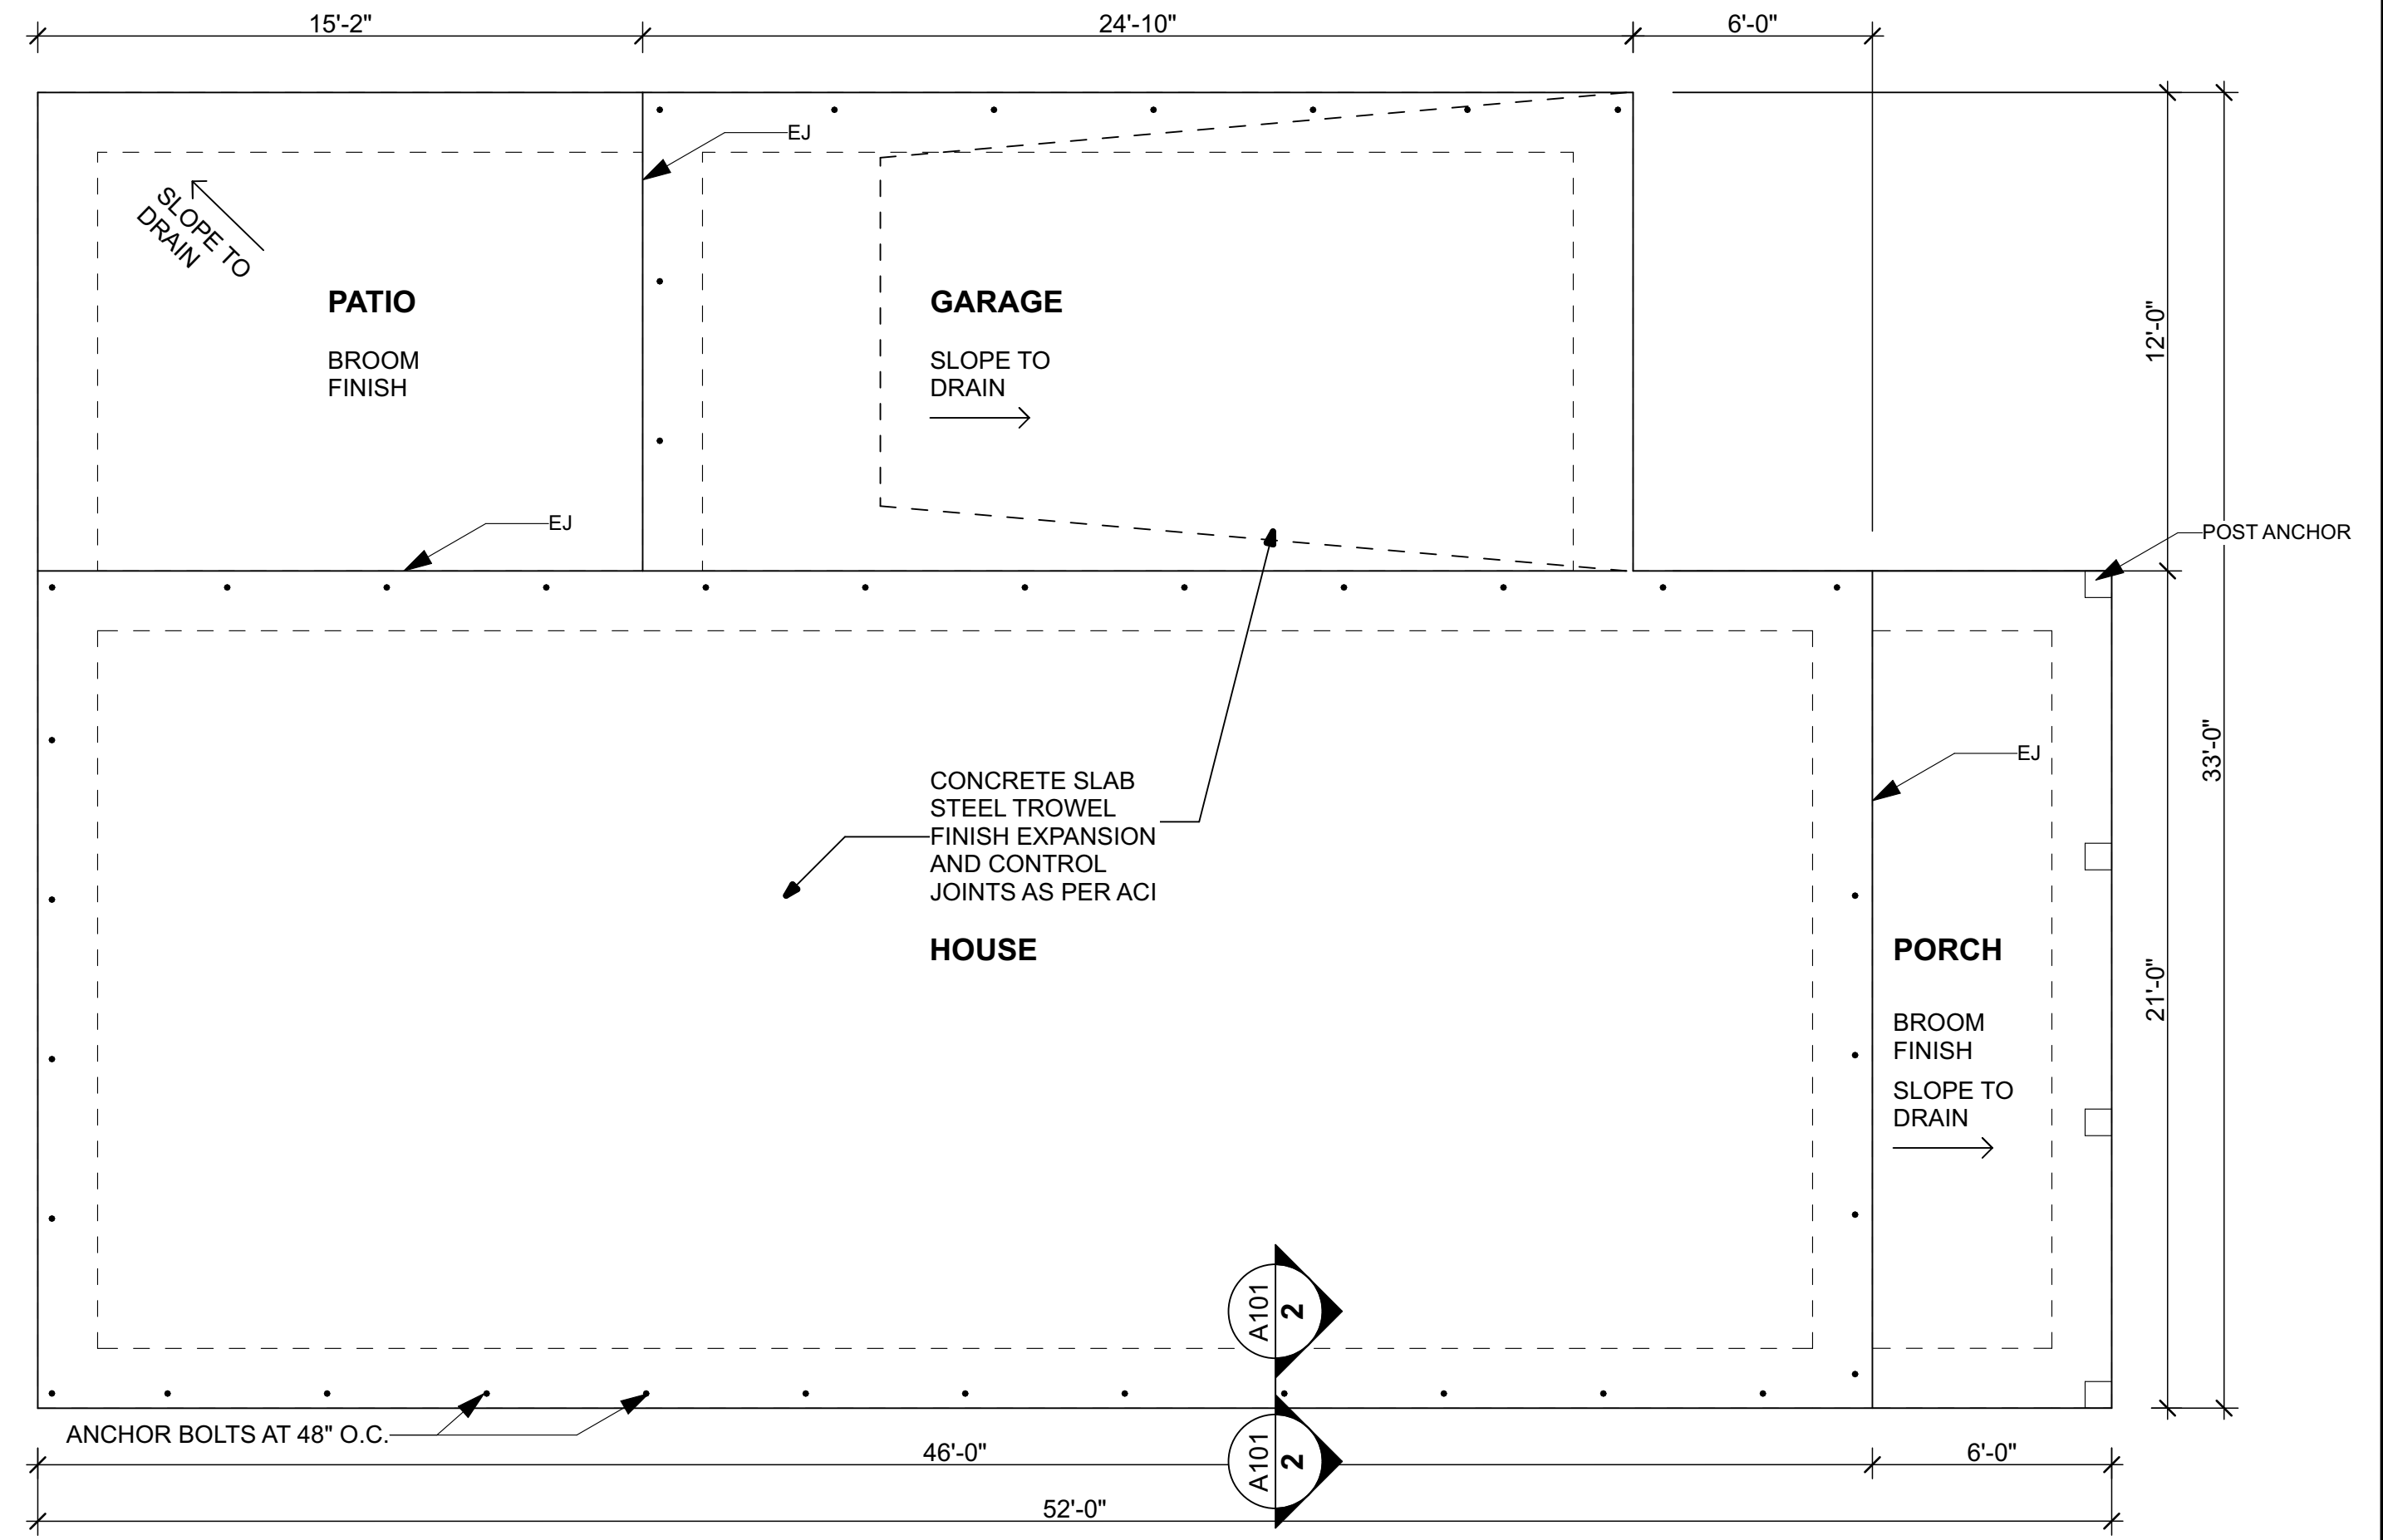 15'-2"
24'-10"
6'-0"
EJ
SLOPE TO
DRAIN
PATIO
BROOM
FINISH
GARAGE
SLOPE TO
DRAIN
12'-0"
EJ
POST ANCHOR
CONCRETE SLAB
STEEL TROWEL
FINISH EXPANSION
AND CONTROL
JOINTS AS PER ACI
HOUSE
EJ
33'-0"
PORCH
BROOM
FINISH
SLOPE TO
DRAIN
21'-0"
A101
2
ANCHOR BOLTS AT 48" O.C.
A101
2
46'-0"
6'-0"
52'-0"